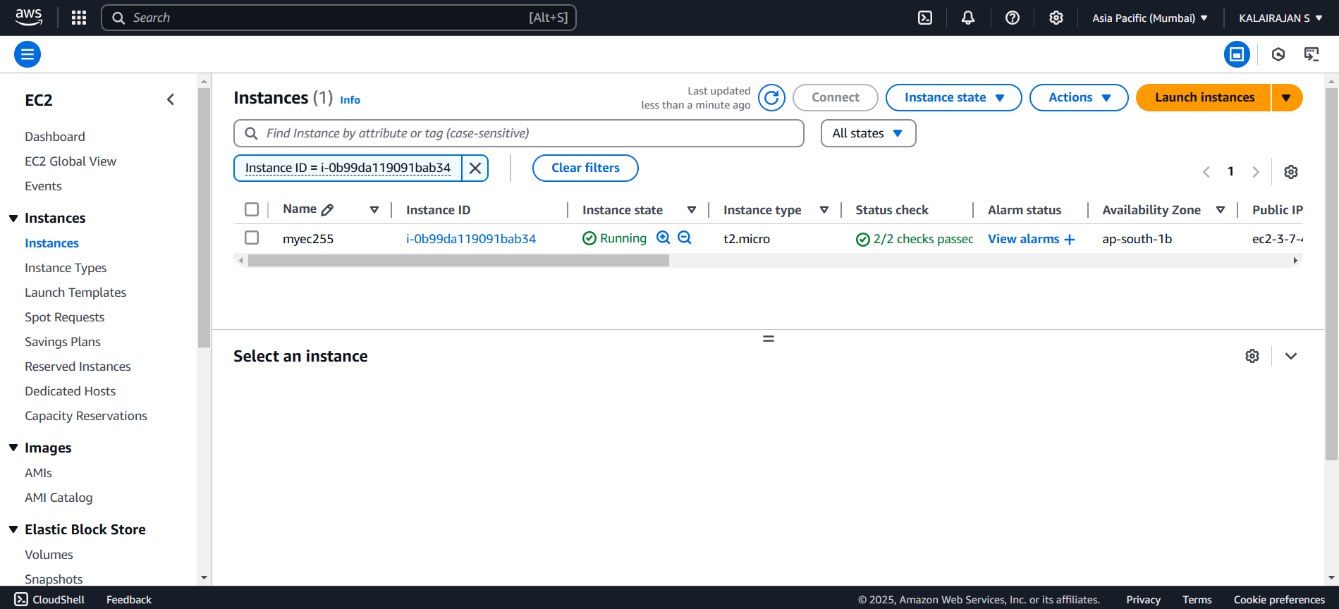 aws Search [Alt+S] Asia Pacific (Mumbai) KALAIRAJAN S
EC2
Dashboard
EC2 Global View
Events
Instances
Instances
Instance Types
Launch Templates
Spot Requests
Savings Plans
Reserved Instances
Dedicated Hosts
Capacity Reservations
Images
AMIs
AMI Catalog
Elastic Block Store
Volumes
Snapshots
Instances (1) Info
Last updated
less than a minute ago
Connect Instance state Actions Launch instances
Find Instance by attribute or tag (case-sensitive) All states
Instance ID = i-0b99da119091bab34 Clear filters 1
Name Instance ID Instance state Instance type Status check Alarm status Availability Zone Public IP
myec255 i-0b99da119091bab34 Running t2.micro 2/2 checks passed View alarms + ap-south-1b ec2-3-7-4
Select an instance
CloudShell Feedback © 2025, Amazon Web Services, Inc. or its affiliates. Privacy Terms Cookie preferences